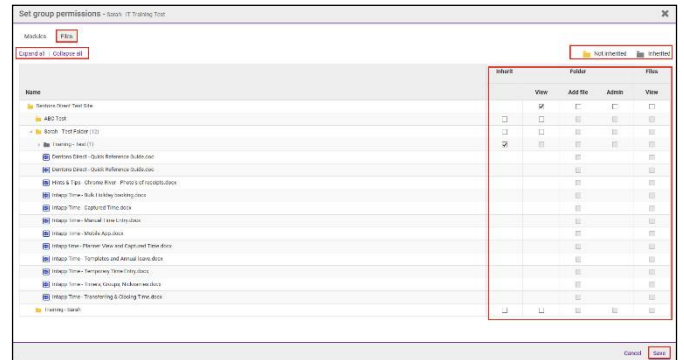 Set group permissions - Sarah IT Training Test
Modules Files
Expand all | Collapse all
Not inherited Inherited
Inherit Folder Files
Name View Add file Admin View
Dentons Direct Test Site
ABC Test
Sarah Test Folder (12)
Training - Test (1)
Dentons Direct - Quick Reference Guide.doc
Dentons Direct - Quick Reference Guide.doc
Hints & Tips - Chrome River - Photo's of receipts.docx
Intapp Time - Bulk Holiday booking.docx
Intapp Time - Captured Time.docx
Intapp Time - Manual Time Entry.docx
Intapp Time - Mobile App.docx
Intapp time - Planner View and Captured Time.docx
Intapp Time - Templates and Annual leave.docx
Intapp Time - Temporary Time Entry.docx
Intapp Time - Timers, Groups, Nicknames.docx
Intapp Time - Transferring & Closing Time.docx
Training - Sarah
Cancel Save